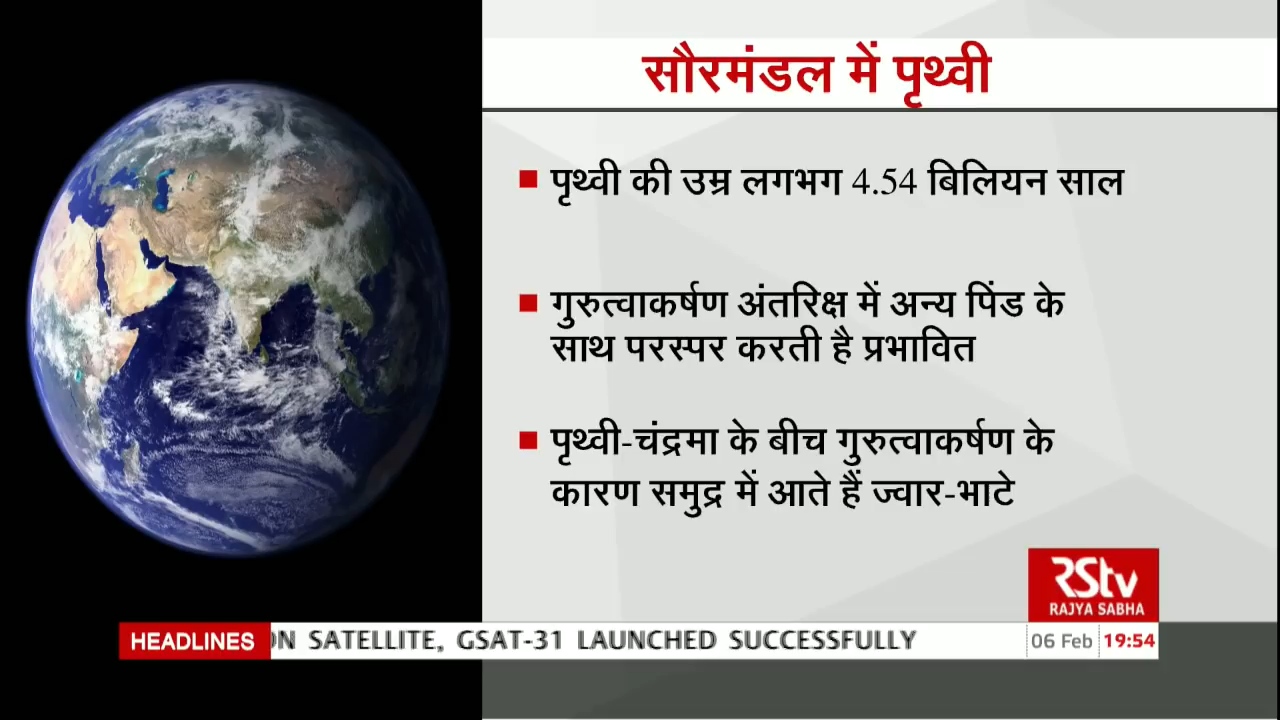 सौरमंडल में पृथ्वी
पृथ्वी की उम्र लगभग 4.54 बिलियन साल
गुरुत्वाकर्षण अंतरिक्ष में अन्य पिंड के
साथ परस्पर करती है प्रभावित
पृथ्वी-चंद्रमा के बीच गुरुत्वाकर्षण के
कारण समुद्र में आते हैं ज्वार-भाटे
RStv
RAJYA SABHA
HEADLINES
SATELLITE, GSAT-31 LAUNCHED SUCCESSFULLY
06 Feb 19:54